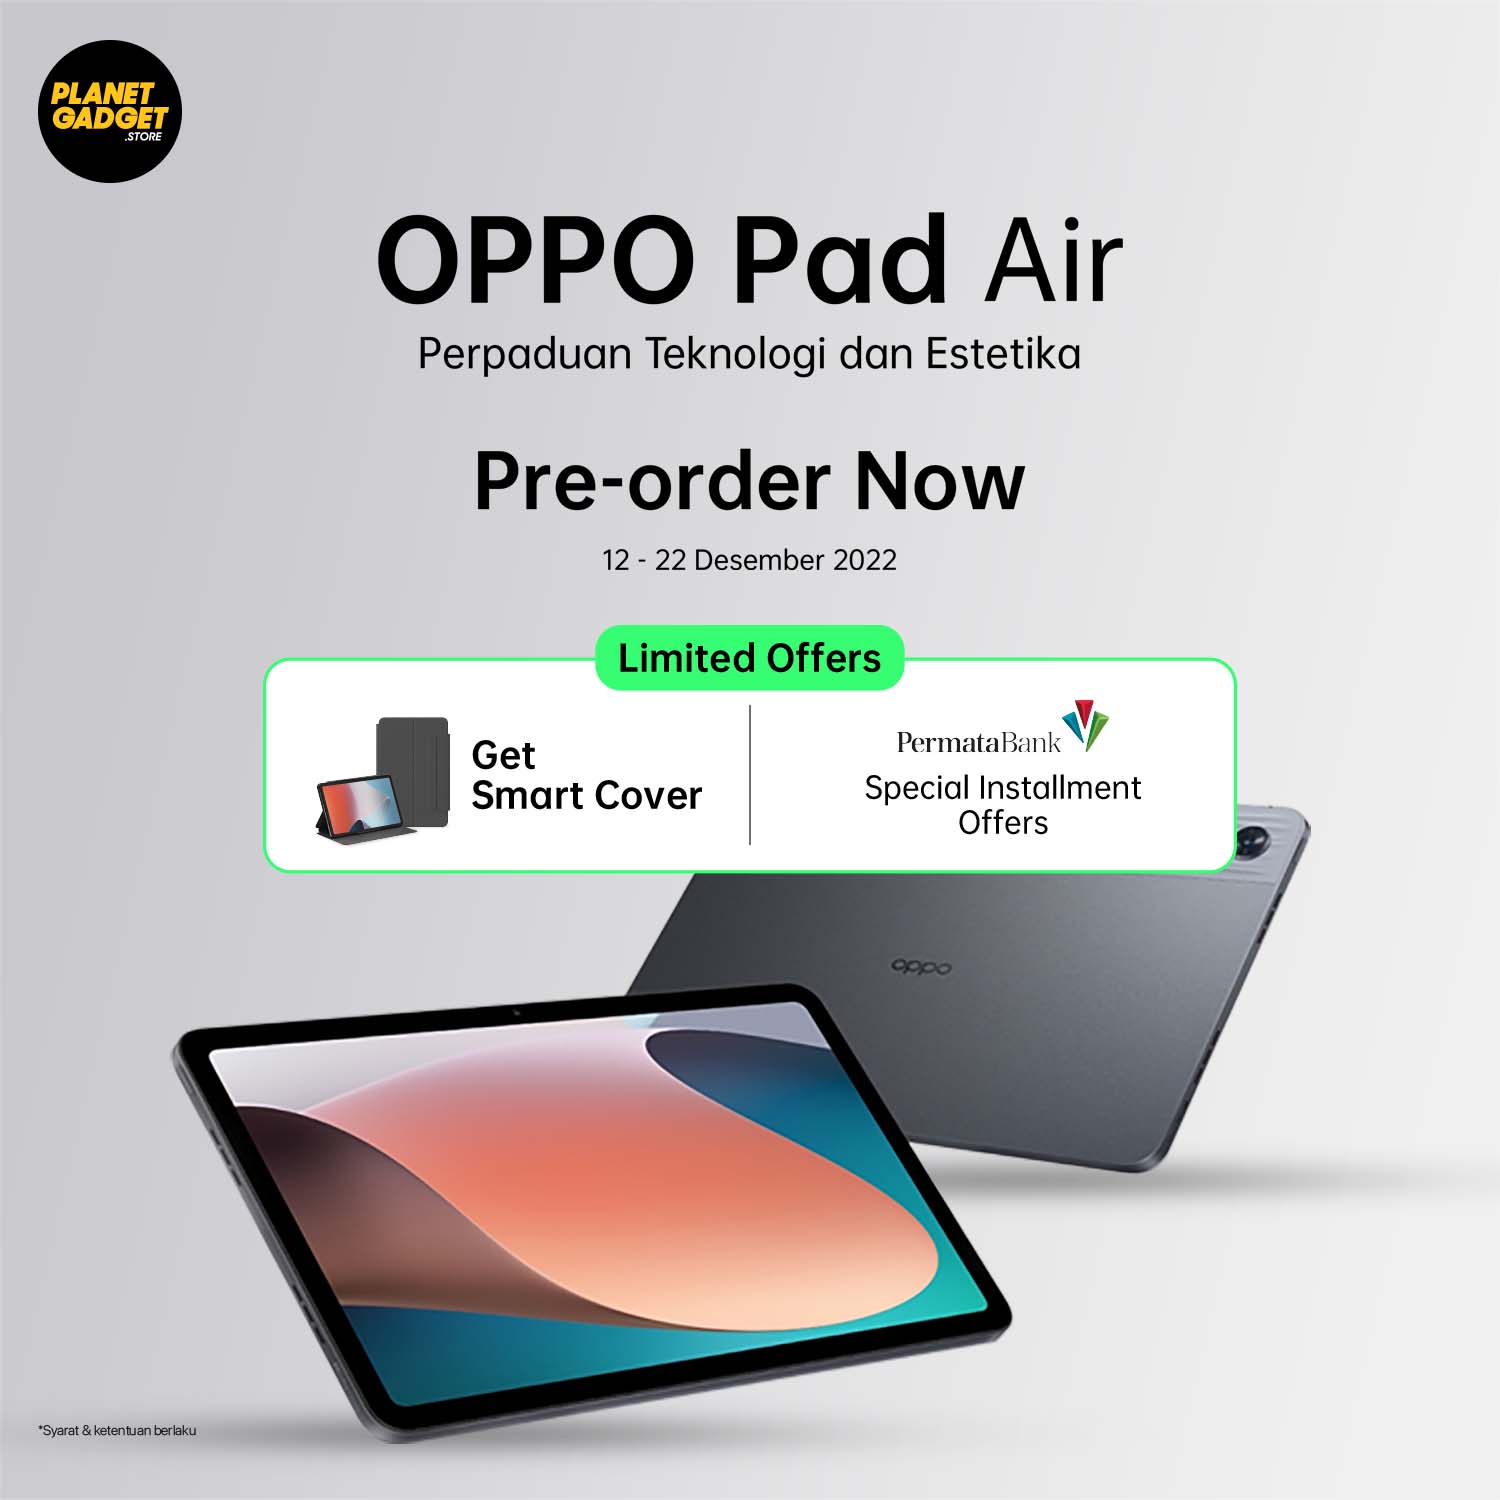 PLANET
GADGET
.STORE
OPPO Pad Air
Perpaduan Teknologi dan Estetika
Pre-order Now
12 - 22 Desember 2022
Limited Offers
Get
Smart Cover
PermataBank
Special Installment
Offers
oppo
*Syarat & ketentuan berlaku